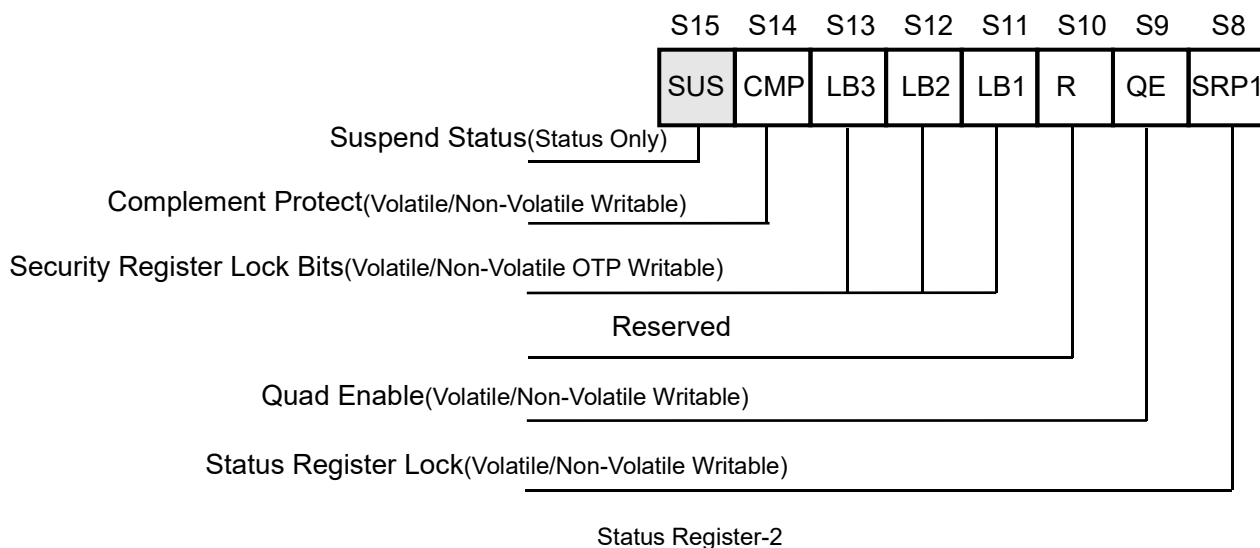 S15 S14 S13 S12 S11 S10 S9 S8
SUS CMP LB3 LB2 LB1 R QE SRP1
Suspend Status(Status Only)
Complement Protect(Volatile/Non-Volatile Writable)
Security Register Lock Bits(Volatile/Non-Volatile OTP Writable)
Reserved
Quad Enable(Volatile/Non-Volatile Writable)
Status Register Lock(Volatile/Non-Volatile Writable)
Status Register-2